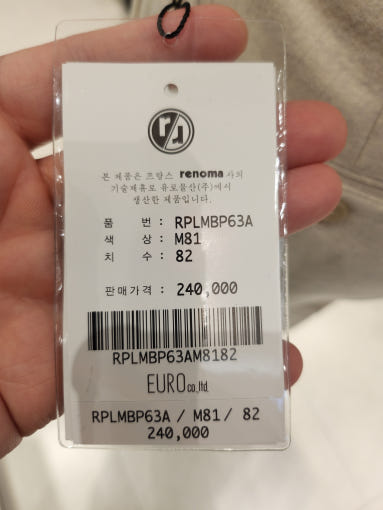 본 제품은 프랑스 renoma 사의
기술제휴로 유로물산(주)에서
생산한 제품입니다.
품 번 : RPLMBP63A
색 상 : M81
치 수 : 82
판매가격 : 240,000
RPLMBP63AM8182
EURO co,ltd.
RPLMBP63A / M81 / 82
240,000